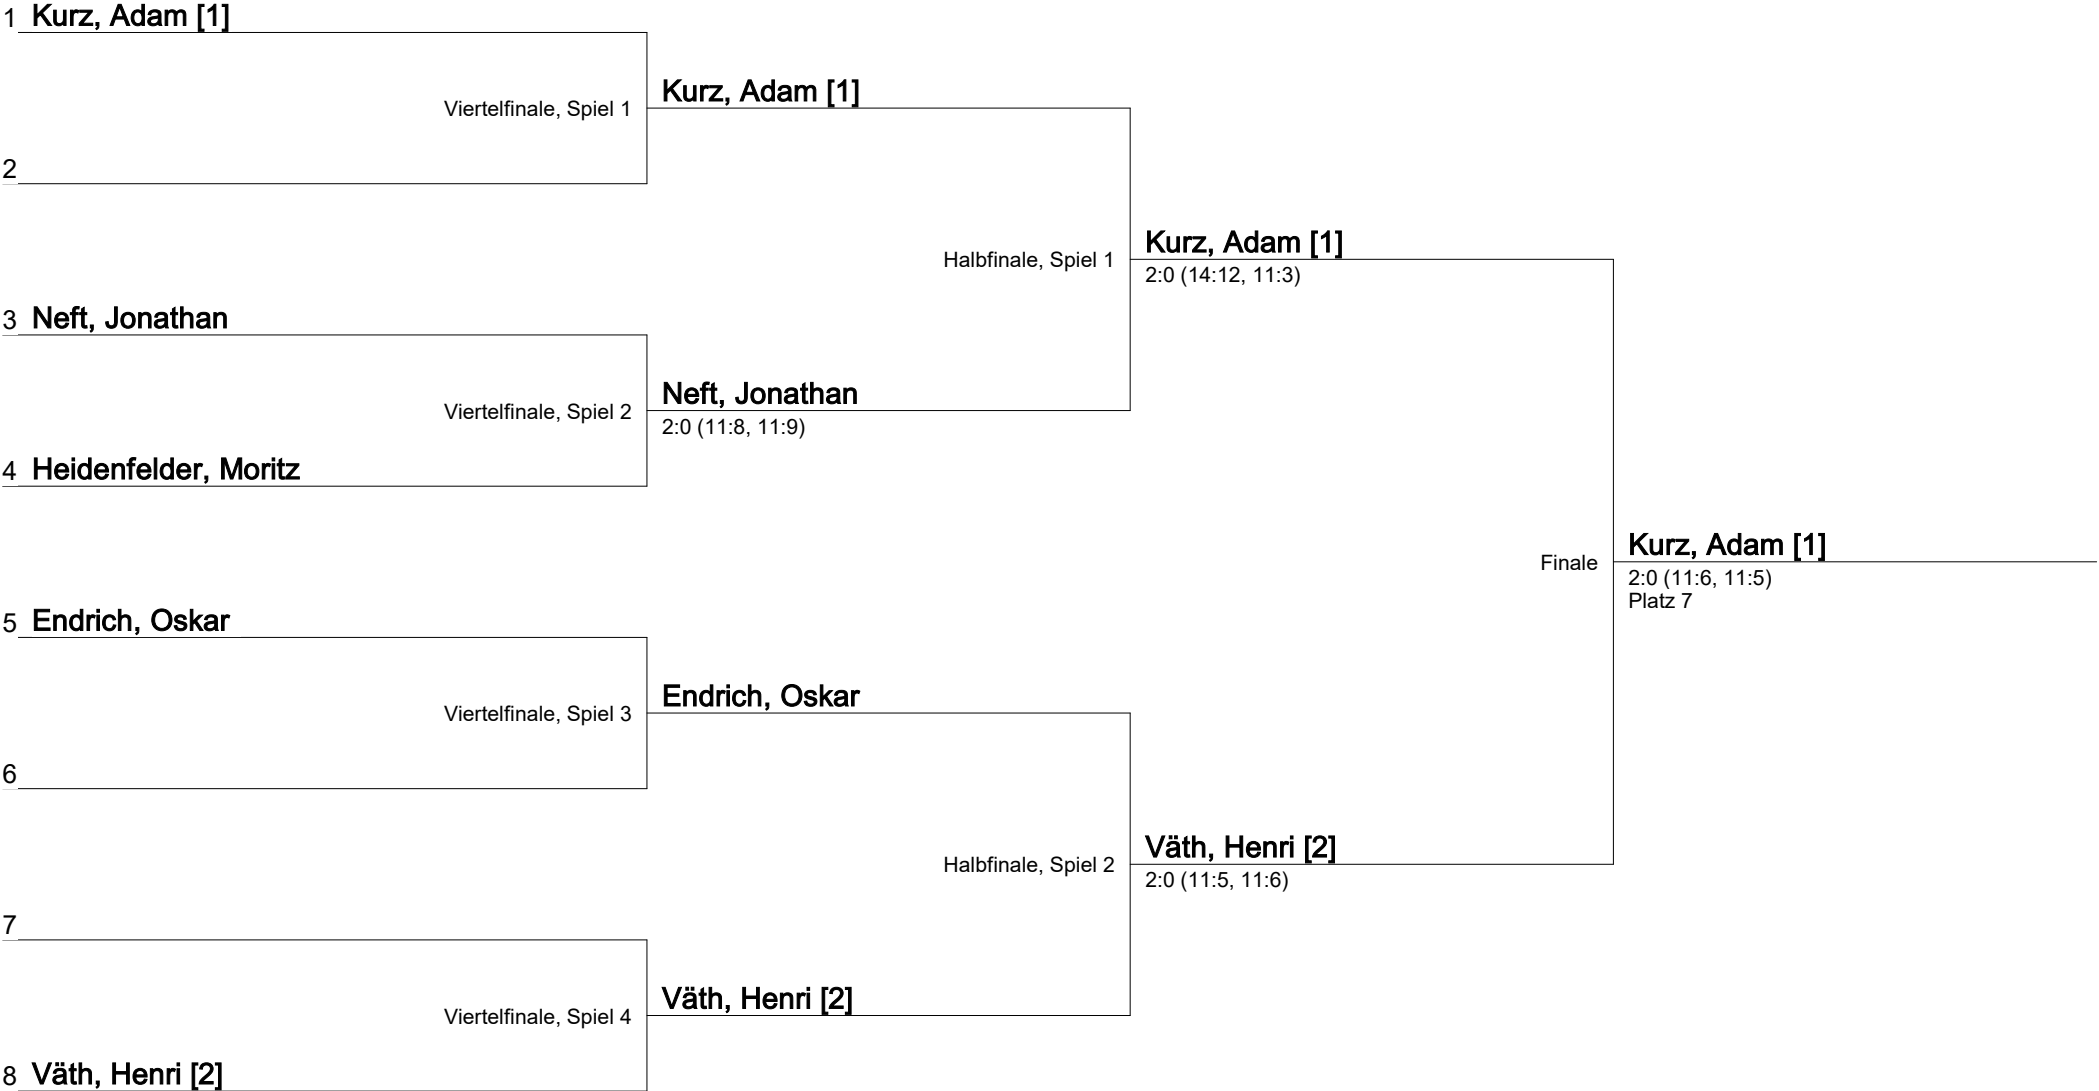 1 Kurz, Adam [1]
Viertelfinale, Spiel 1
Kurz, Adam [1]
2
Halbfinale, Spiel 1
Kurz, Adam [1]
2:0 (14:12, 11:3)
3 Neft, Jonathan
Viertelfinale, Spiel 2
Neft, Jonathan
2:0 (11:8, 11:9)
4 Heidenfelder, Moritz
Finale
Kurz, Adam [1]
2:0 (11:6, 11:5)
Platz 7
5 Endrich, Oskar
Viertelfinale, Spiel 3
Endrich, Oskar
6
Halbfinale, Spiel 2
Väth, Henri [2]
2:0 (11:5, 11:6)
7
Viertelfinale, Spiel 4
Väth, Henri [2]
8 Väth, Henri [2]